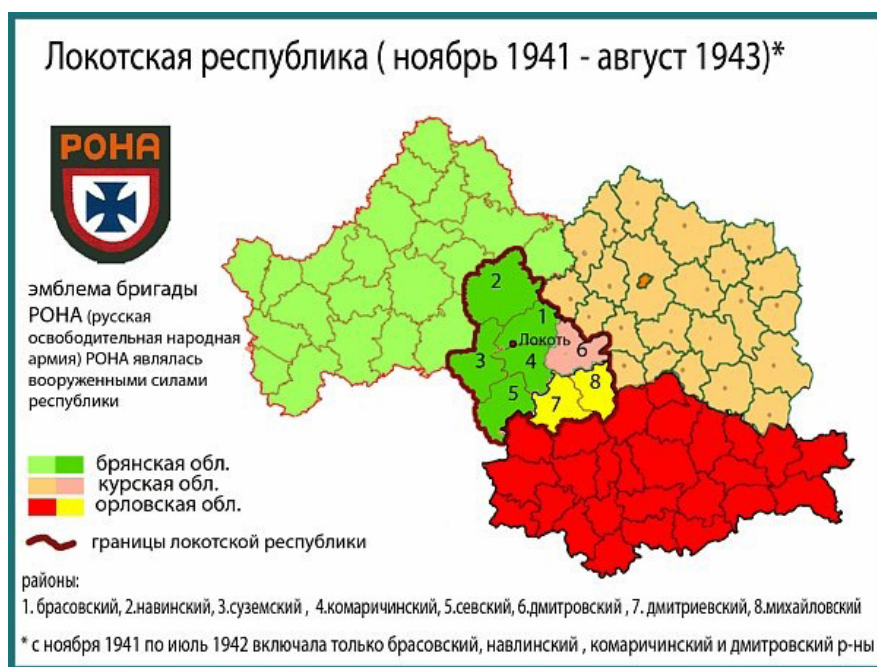 Локотская республика ( ноябрь 1941 - август 1943)*
РОНА
эмблема бригады
РОНА (русская
освободительная народная
армия) РОНА являлась
вооруженными силами
республики
2
1
Локоть
6
3
4
8
5
7
брянская обл.
курская обл.
орловская обл.
границы локотской республики
районы:
1. брасовский, 2.навинский, 3.суземский , 4.комаричинский, 5.севский, 6.дмитровский , 7. дмитриевский, 8.михайловский
* с ноября 1941 по июль 1942 включала только брасовский, навлинский , комаричинский и дмитровский р-ны